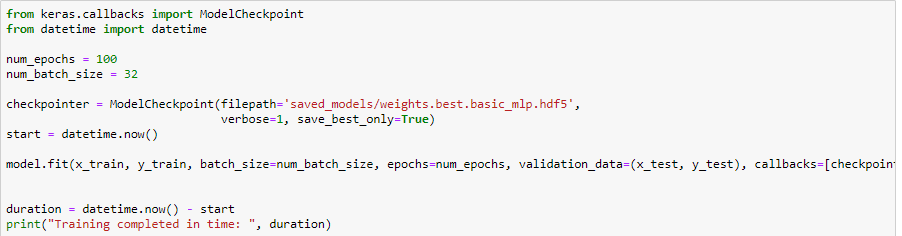 from keras.callbacks import ModelCheckpoint
from datetime import datetime
num_epochs = 100
num_batch_size = 32
checkpointer = ModelCheckpoint(filepath='saved_models/weights.best.basic_mlp.hdf5',
verbose=1, save_best_only=True)
start = datetime.now()
model.fit(x_train, y_train, batch_size=num_batch_size, epochs=num_epochs, validation_data=(x_test, y_test), callbacks=[checkpoin
duration = datetime.now() - start
print("Training completed in time: ", duration)